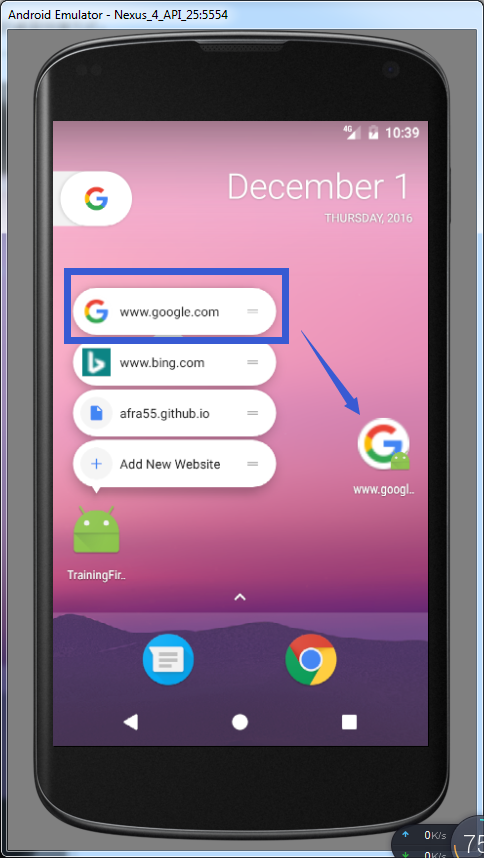 Android Emulator - Nexus_4_API_25:5554
4G 10:39
December 1
THURSDAY, 2016
www.google.com
www.bing.com
afra55.github.io
Add New Website
www.googl..
TrainingFir..
0K/s
0K/s
75